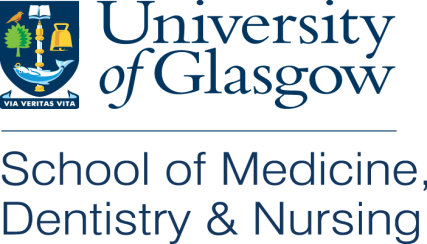 University
of Glasgow
VIA VERITAS VITA
School of Medicine,
Dentistry & Nursing